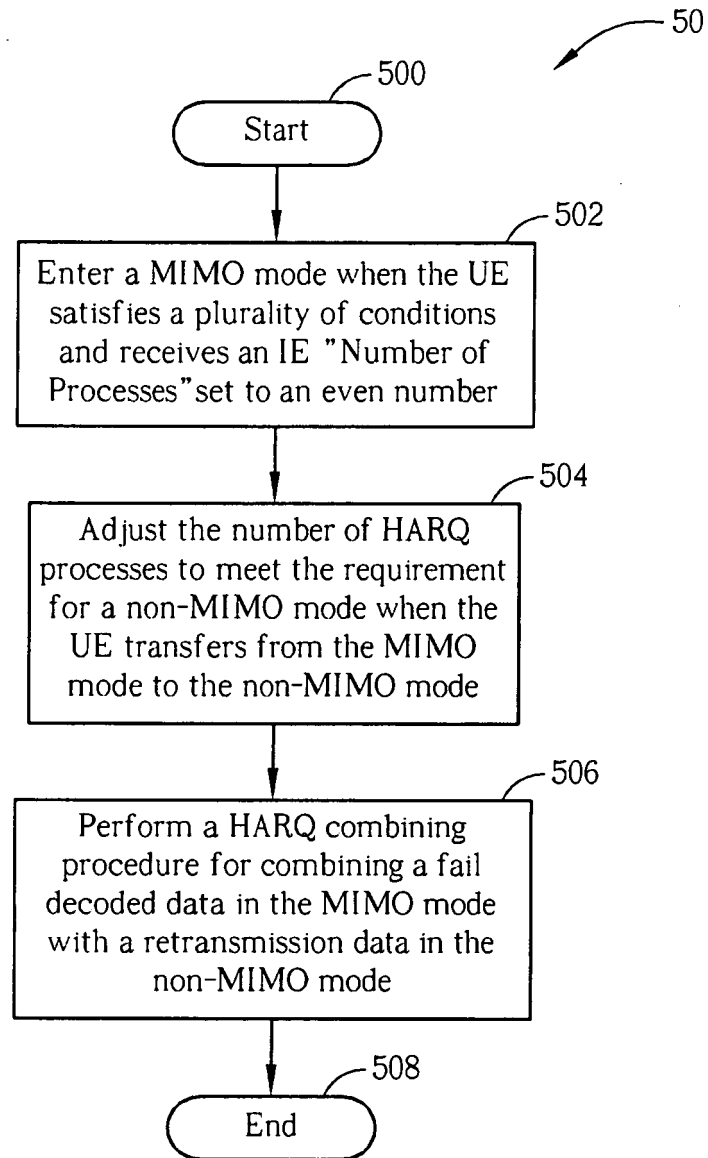 50
500
Start
502
Enter a MIMO mode when the UE
satisfies a plurality of conditions
and receives an IE "Number of
Processes" set to an even number
504
Adjust the number of HARQ
processes to meet the requirement
for a non-MIMO mode when the
UE transfers from the MIMO
mode to the non-MIMO mode
506
Perform a HARQ combining
procedure for combining a fail
decoded data in the MIMO mode
with a retransmission data in the
non-MIMO mode
508
End